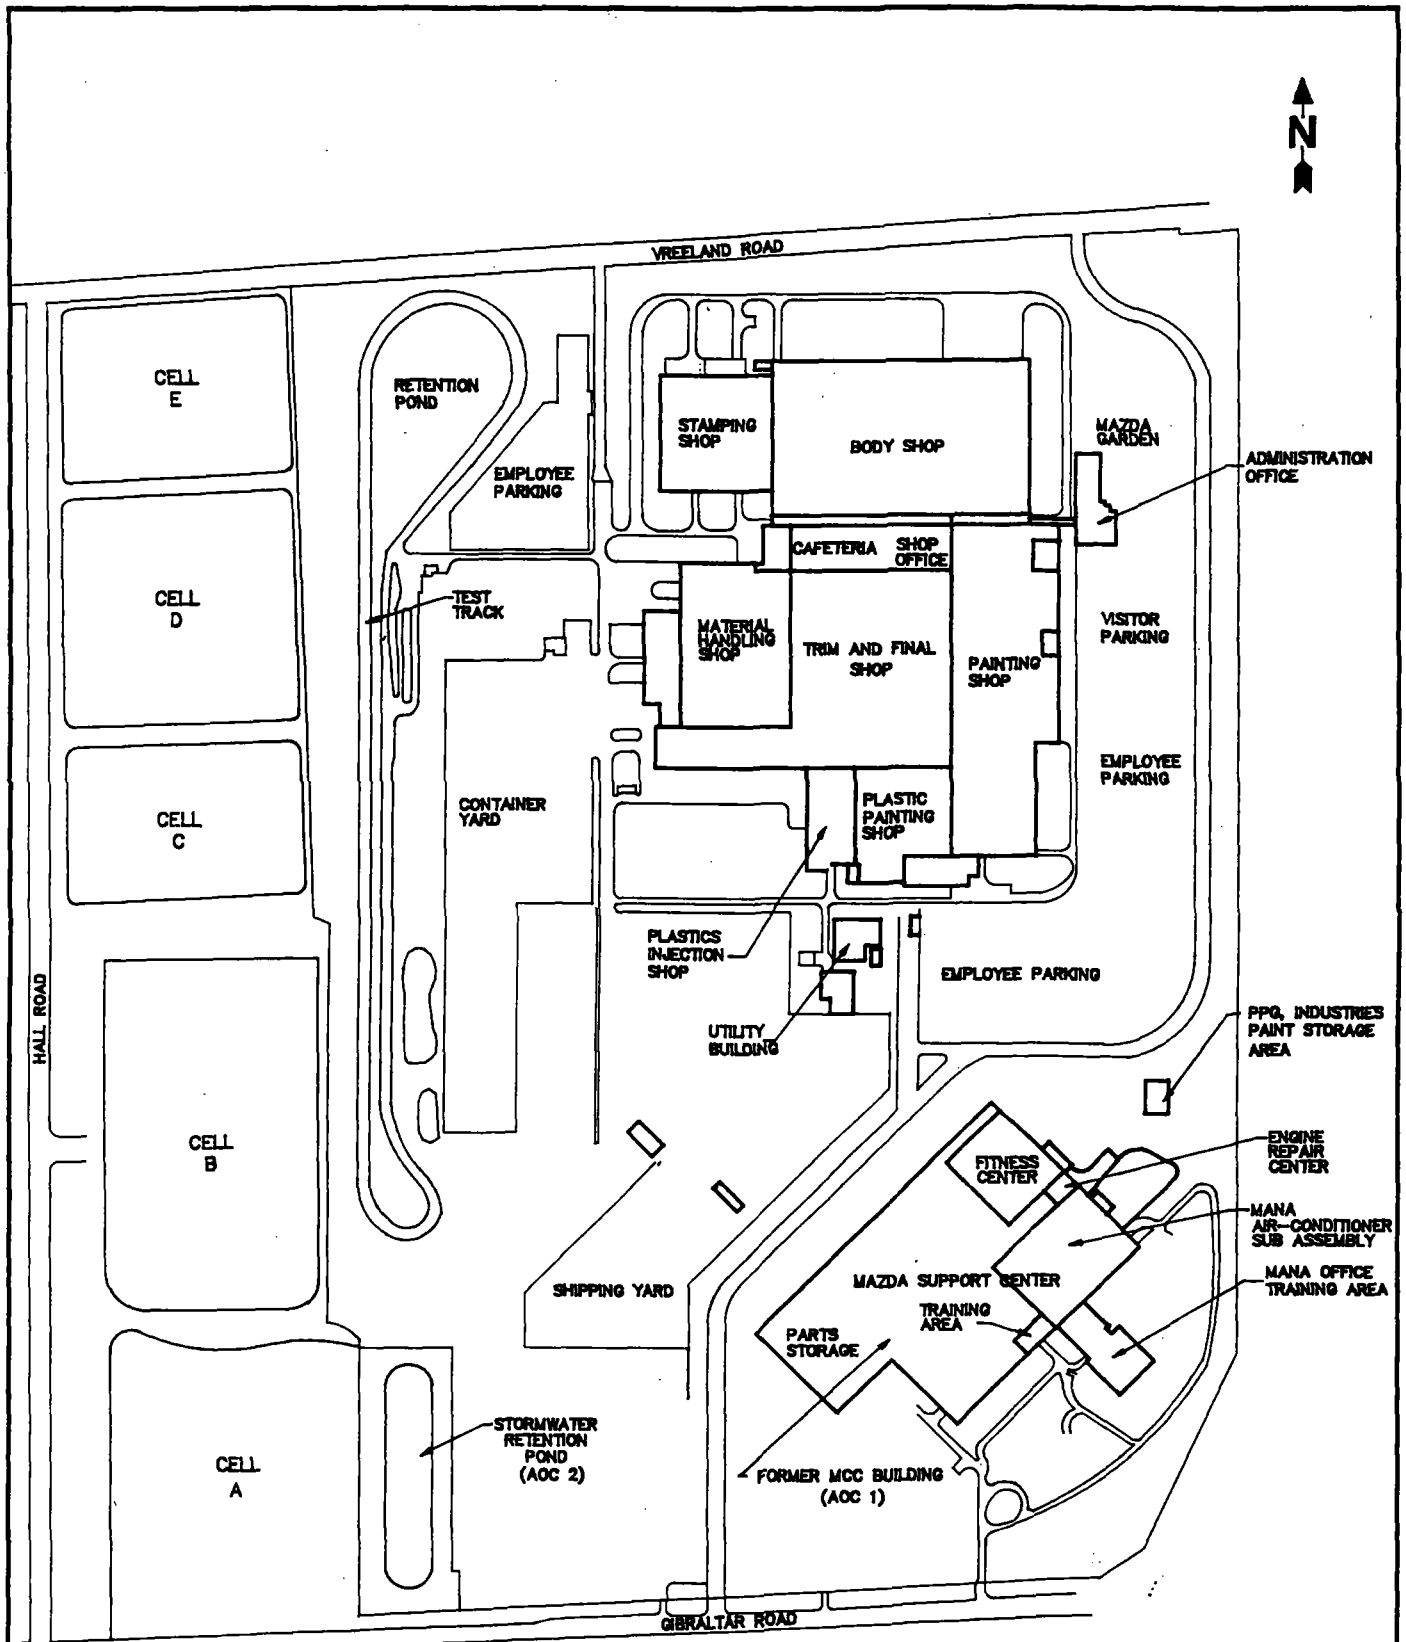 N
VREELAND ROAD
CELL
E
RETENTION
POND
STAMPING
SHOP
BODY SHOP
MAZDA
GARDEN
ADMINISTRATION
OFFICE
EMPLOYEE
PARKING
CAFETERIA
SHOP
OFFICE
CELL
D
TEST
TRACK
MATERIAL
HANDLING
SHOP
TRIM AND FINAL
SHOP
PAINTING
SHOP
VISITOR
PARKING
EMPLOYEE
PARKING
CELL
C
CONTAINER
YARD
PLASTIC
PAINTING
SHOP
PLASTICS
INJECTION
SHOP
EMPLOYEE PARKING
HALL ROAD
UTILITY
BUILDING
PPG, INDUSTRIES
PAINT STORAGE
AREA
CELL
B
FITNESS
CENTER
ENGINE
REPAIR
CENTER
MANA
AIR-CONDITIONER
SUB ASSEMBLY
SHIPPING YARD
MAZDA SUPPORT CENTER
MANA OFFICE
TRAINING AREA
TRAINING
AREA
PARTS
STORAGE
STORMWATER
RETENTION
POND
(AOC 2)
CELL
A
FORMER MCC BUILDING
(AOC 1)
GIBRALTAR ROAD